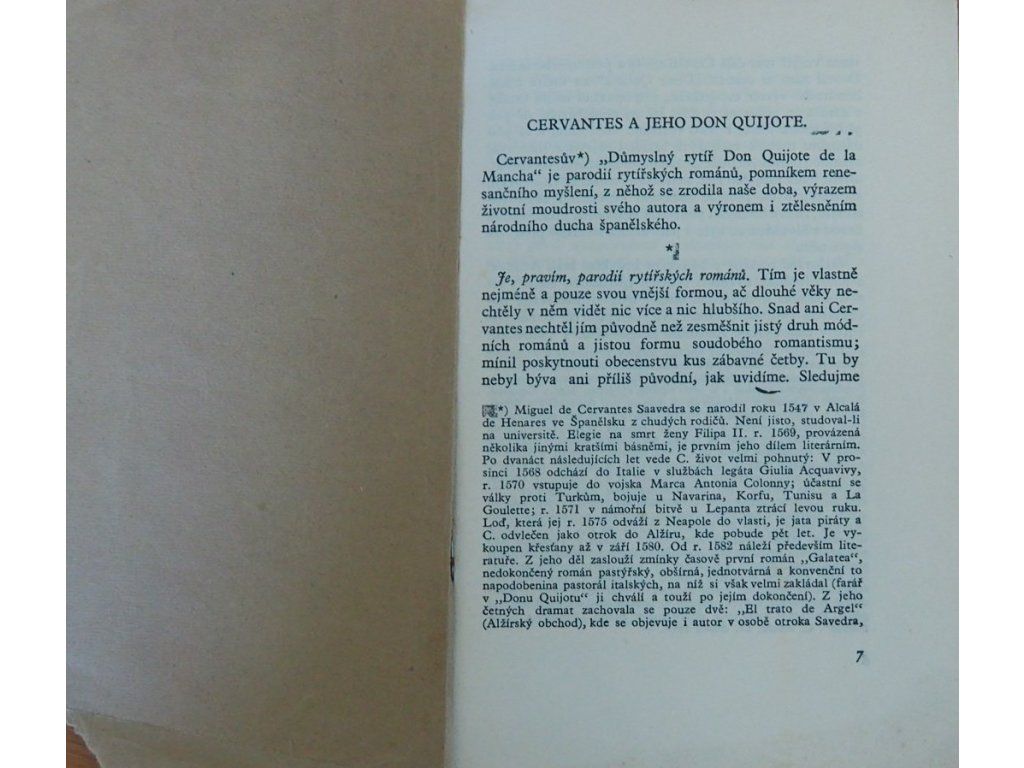 CERVANTES A JEHO DON QUIJOTE.
Cervantesův*) „Důmyslný rytíř Don Quijote de la
Mancha“ je parodií rytířských románů, pomníkem rene-
sančního myšlení, z něhož se zrodila naše doba, výrazem
životní moudrosti svého autora a výronem i ztělesněním
národního ducha španělského.
*
Je, pravím, parodií rytířských románů. Tím je vlastně
nejméně a pouze svou vnější formou, ač dlouhé věky ne-
chtěly v něm vidět nic více a nic hlubšího. Snad ani Cer-
vantes nechtěl jím původně než zesměšnit jistý druh mód-
ních románů a jistou formu soudobého romantismu;
mínil poskytnouti obecenstvu kus zábavné četby. Tu by
nebyl býva ani příliš původní, jak uvidíme. Sledujme
*) Miguel de Cervantes Saavedra se narodil roku 1547 v Alcalá
de Henares ve Španělsku z chudých rodičů. Není jisto, studoval-li
na universitě. Elegie na smrt ženy Filipa II. r. 1569, provázená
několika jinými kratšími básněmi, je prvním jeho dílem literárním.
Po dvanáct následujících let vede C. život velmi pohnutý: V pro-
sinci 1568 odchází do Italie v službách legáta Giulia Acquavivy,
r. 1570 vstupuje do vojska Marca Antonia Colonny; účastní se
války proti Turkům, bojuje u Navarina, Korfu, Tunisu a La
Goulette; r. 1571 v námořní bitvě u Lepanta ztrácí levou ruku.
Loď, která jej r. 1575 odváží z Neapole do vlasti, je jata piráty a
C. odvlečen jako otrok do Alžíru, kde pobude pět let. Je vy-
koupen křesťany až v září 1580. Od r. 1582 náleží především lite-
ratuře. Z jeho děl zaslouží zmínky časově první román „Galatea“,
nedokončený román pastýřský, obšírná, jednotvárná a konvenční to
napodobenina pastorál italských, na níž si však velmi zakládal (farář
v „Donu Quijotu“ ji chválí a touží po jejím dokončení). Z jeho
četných dramat zachovala se pouze dvě: „El trato de Argel“
(Alžírský obchod), kde se objevuje i autor v osobě otroka Savedra,
7